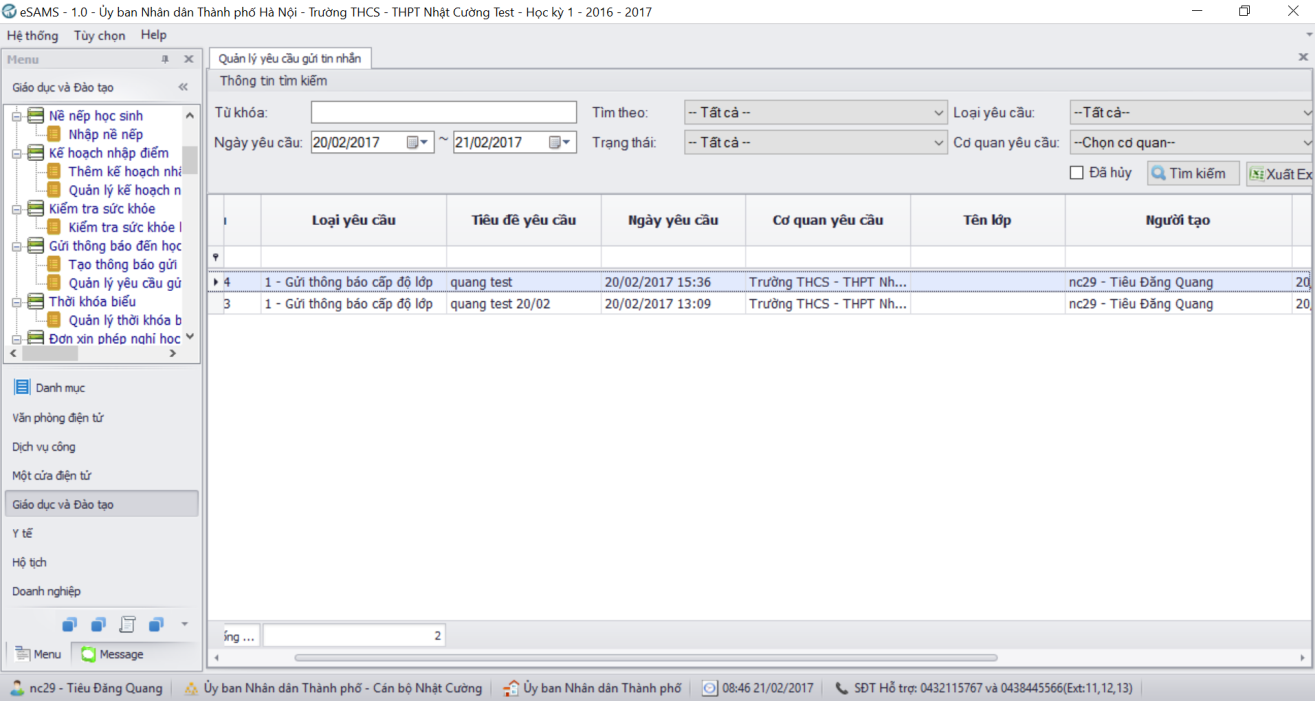 eSAMS - 1.0 - Ủy ban Nhân dân Thành phố Hà Nội - Trường THCS - THPT Nhật Cường Test - Học kỳ 1 - 2016 - 2017
Hệ thống Tùy chọn Help
Menu
Giáo dục và Đào tạo
Nề nếp học sinh
Nhập nề nếp
Kế hoạch nhập điểm
Thêm kế hoạch nhậ
Quản lý kế hoạch n
Kiểm tra sức khỏe
Kiểm tra sức khỏe l
Gửi thông báo đến học
Tạo thông báo gửi
Quản lý yêu cầu gử
Thời khóa biểu
Quản lý thời khóa b
Đơn xin phép nghỉ học
Danh mục
Văn phòng điện tử
Dịch vụ công
Một cửa điện tử
Giáo dục và Đào tạo
Y tế
Hộ tịch
Doanh nghiệp
Menu Message
Quản lý yêu cầu gửi tin nhắn
Thông tin tìm kiếm
Từ khóa: Tìm theo: -- Tất cả -- Loại yêu cầu: --Tất cả--
Ngày yêu cầu: 20/02/2017 ~ 21/02/2017 Trạng thái: -- Tất cả -- Cơ quan yêu cầu: --Chọn cơ quan--
Đã hủy Tìm kiếm Xuất Ex
Loại yêu cầu Tiêu đề yêu cầu Ngày yêu cầu Cơ quan yêu cầu Tên lớp Người tạo
4 1 - Gửi thông báo cấp độ lớp quang test 20/02/2017 15:36 Trường THCS - THPT Nh... nc29 - Tiêu Đăng Quang 20
3 1 - Gửi thông báo cấp độ lớp quang test 20/02 20/02/2017 13:09 Trường THCS - THPT Nh... nc29 - Tiêu Đăng Quang 20
ổng ... 2
nc29 - Tiêu Đăng Quang Ủy ban Nhân dân Thành phố - Cán bộ Nhật Cường Ủy ban Nhân dân Thành phố 08:46 21/02/2017 SĐT Hỗ trợ: 0432115767 và 0438445566(Ext:11,12,13)